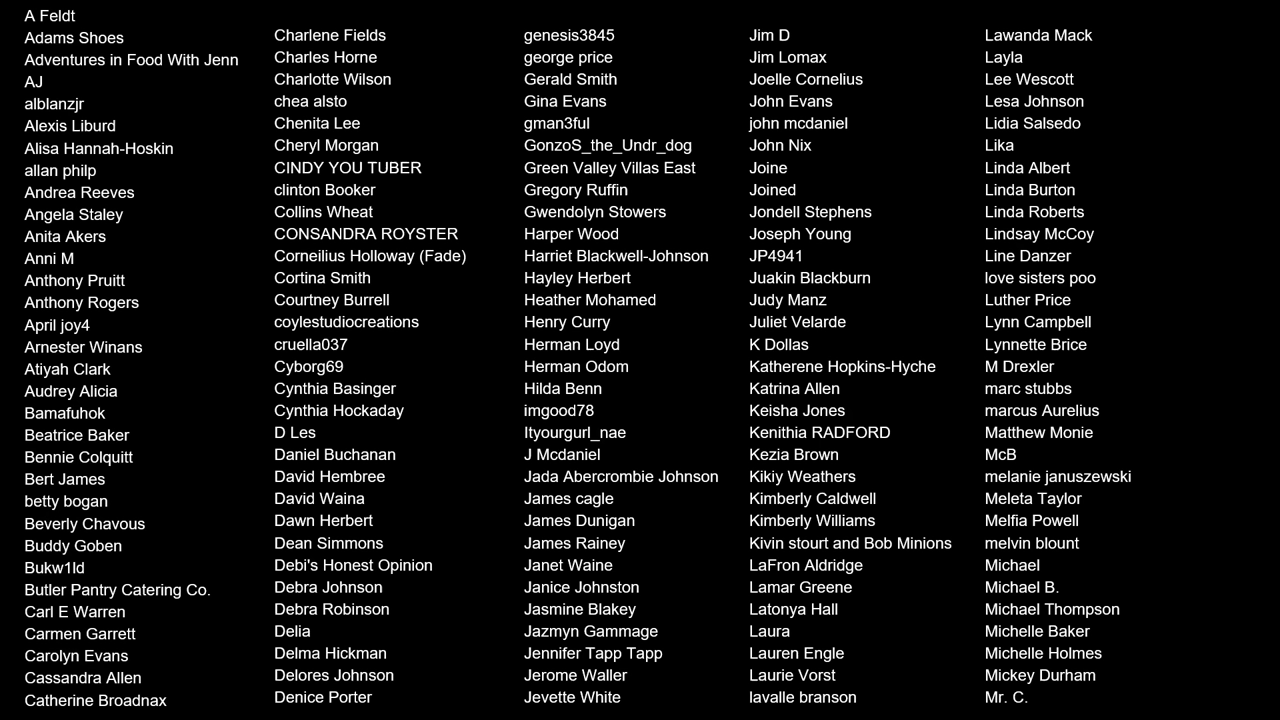 A Feldt
Adams Shoes
Adventures in Food With Jenn
AJ
alblanzjr
Alexis Liburd
Alisa Hannah-Hoskin
allan philp
Andrea Reeves
Angela Staley
Anita Akers
Anni M
Anthony Pruitt
Anthony Rogers
April joy4
Arnester Winans
Atiyah Clark
Audrey Alicia
Bamafuhok
Beatrice Baker
Bennie Colquitt
Bert James
betty bogan
Beverly Chavous
Buddy Goben
Bukw1ld
Butler Pantry Catering Co.
Carl E Warren
Carmen Garrett
Carolyn Evans
Cassandra Allen
Catherine Broadnax
Charlene Fields
Charles Horne
Charlotte Wilson
chea alsto
Chenita Lee
Cheryl Morgan
CINDY YOU TUBER
clinton Booker
Collins Wheat
CONSANDRA ROYSTER
Corneilius Holloway (Fade)
Cortina Smith
Courtney Burrell
coylestudiocreations
cruella037
Cyborg69
Cynthia Basinger
Cynthia Hockaday
D Les
Daniel Buchanan
David Hembree
David Waina
Dawn Herbert
Dean Simmons
Debi's Honest Opinion
Debra Johnson
Debra Robinson
Delia
Delma Hickman
Delores Johnson
Denice Porter
genesis3845
george price
Gerald Smith
Gina Evans
gman3ful
GonzoS_the_Undr_dog
Green Valley Villas East
Gregory Ruffin
Gwendolyn Stowers
Harper Wood
Harriet Blackwell-Johnson
Hayley Herbert
Heather Mohamed
Henry Curry
Herman Loyd
Herman Odom
Hilda Benn
imgood78
Ityourgurl_nae
J Mcdaniel
Jada Abercrombie Johnson
James cagle
James Dunigan
James Rainey
Janet Waine
Janice Johnston
Jasmine Blakey
Jazmyn Gammage
Jennifer Tapp Tapp
Jerome Waller
Jevette White
Jim D
Jim Lomax
Joelle Cornelius
John Evans
john mcdaniel
John Nix
Joine
Joined
Jondell Stephens
Joseph Young
JP4941
Juakin Blackburn
Judy Manz
Juliet Velarde
K Dollas
Katherene Hopkins-Hyche
Katrina Allen
Keisha Jones
Kenithia RADFORD
Kezia Brown
Kikiy Weathers
Kimberly Caldwell
Kimberly Williams
Kivin stourt and Bob Minions
LaFron Aldridge
Lamar Greene
Latonya Hall
Laura
Lauren Engle
Laurie Vorst
lavalle branson
Lawanda Mack
Layla
Lee Wescott
Lesa Johnson
Lidia Salsedo
Lika
Linda Albert
Linda Burton
Linda Roberts
Lindsay McCoy
Line Danzer
love sisters poo
Luther Price
Lynn Campbell
Lynnette Brice
M Drexler
marc stubbs
marcus Aurelius
Matthew Monie
McB
melanie januszewski
Meleta Taylor
Melfia Powell
melvin blount
Michael
Michael B.
Michael Thompson
Michelle Baker
Michelle Holmes
Mickey Durham
Mr. C.